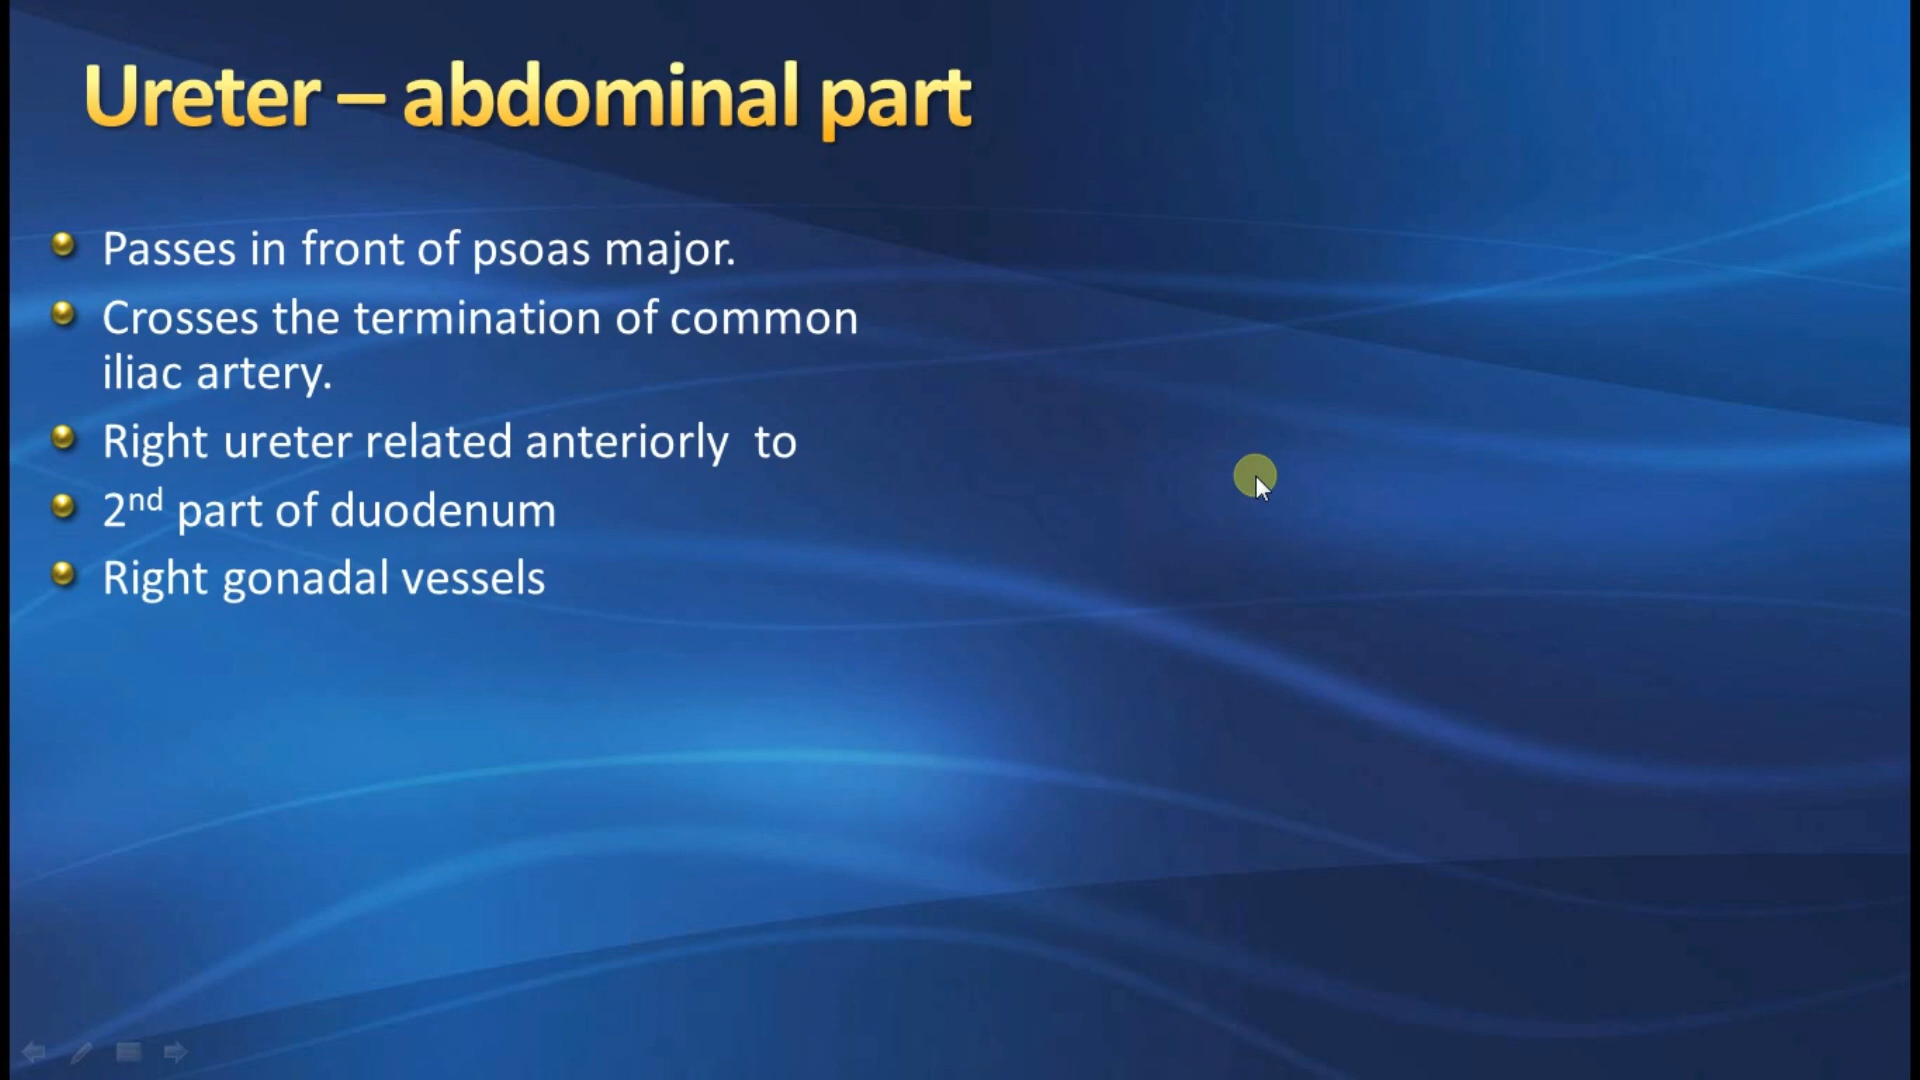 Ureter – abdominal part
Passes in front of psoas major.
Crosses the termination of common
iliac artery.
Right ureter related anteriorly  to
2nd part of duodenum
Right gonadal vessels